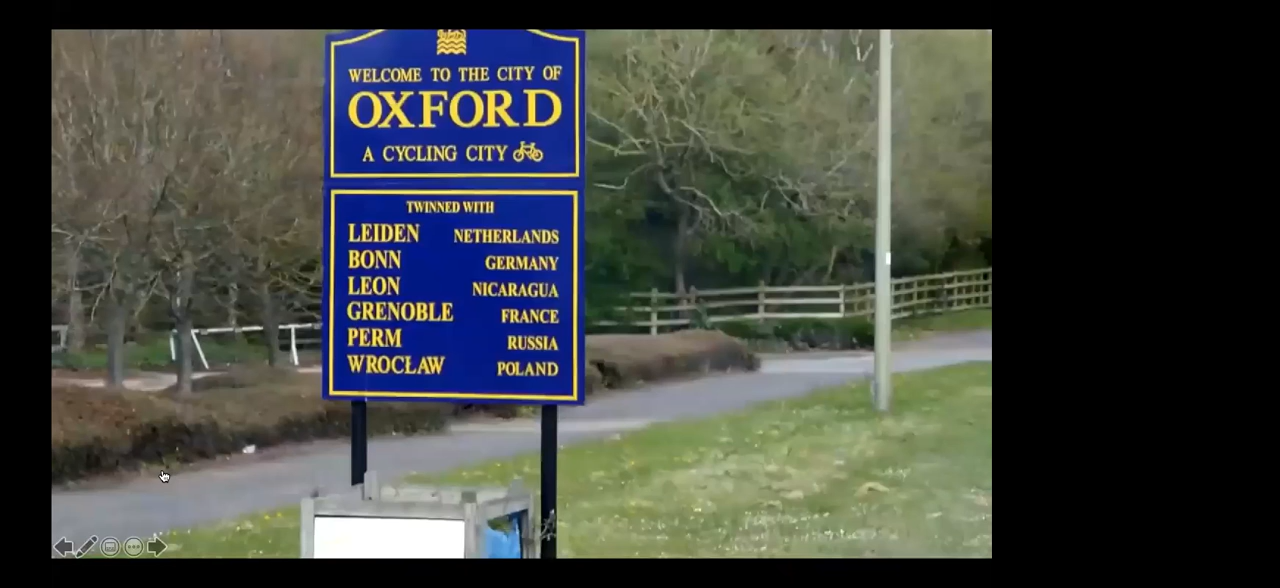 WELCOME TO THE CITY OF
OXFORD
A CYCLING CITY
TWINNED WITH
LEIDEN NETHERLANDS
BONN GERMANY
LEON NICARAGUA
GRENOBLE FRANCE
PERM RUSSIA
WROCŁAW POLAND